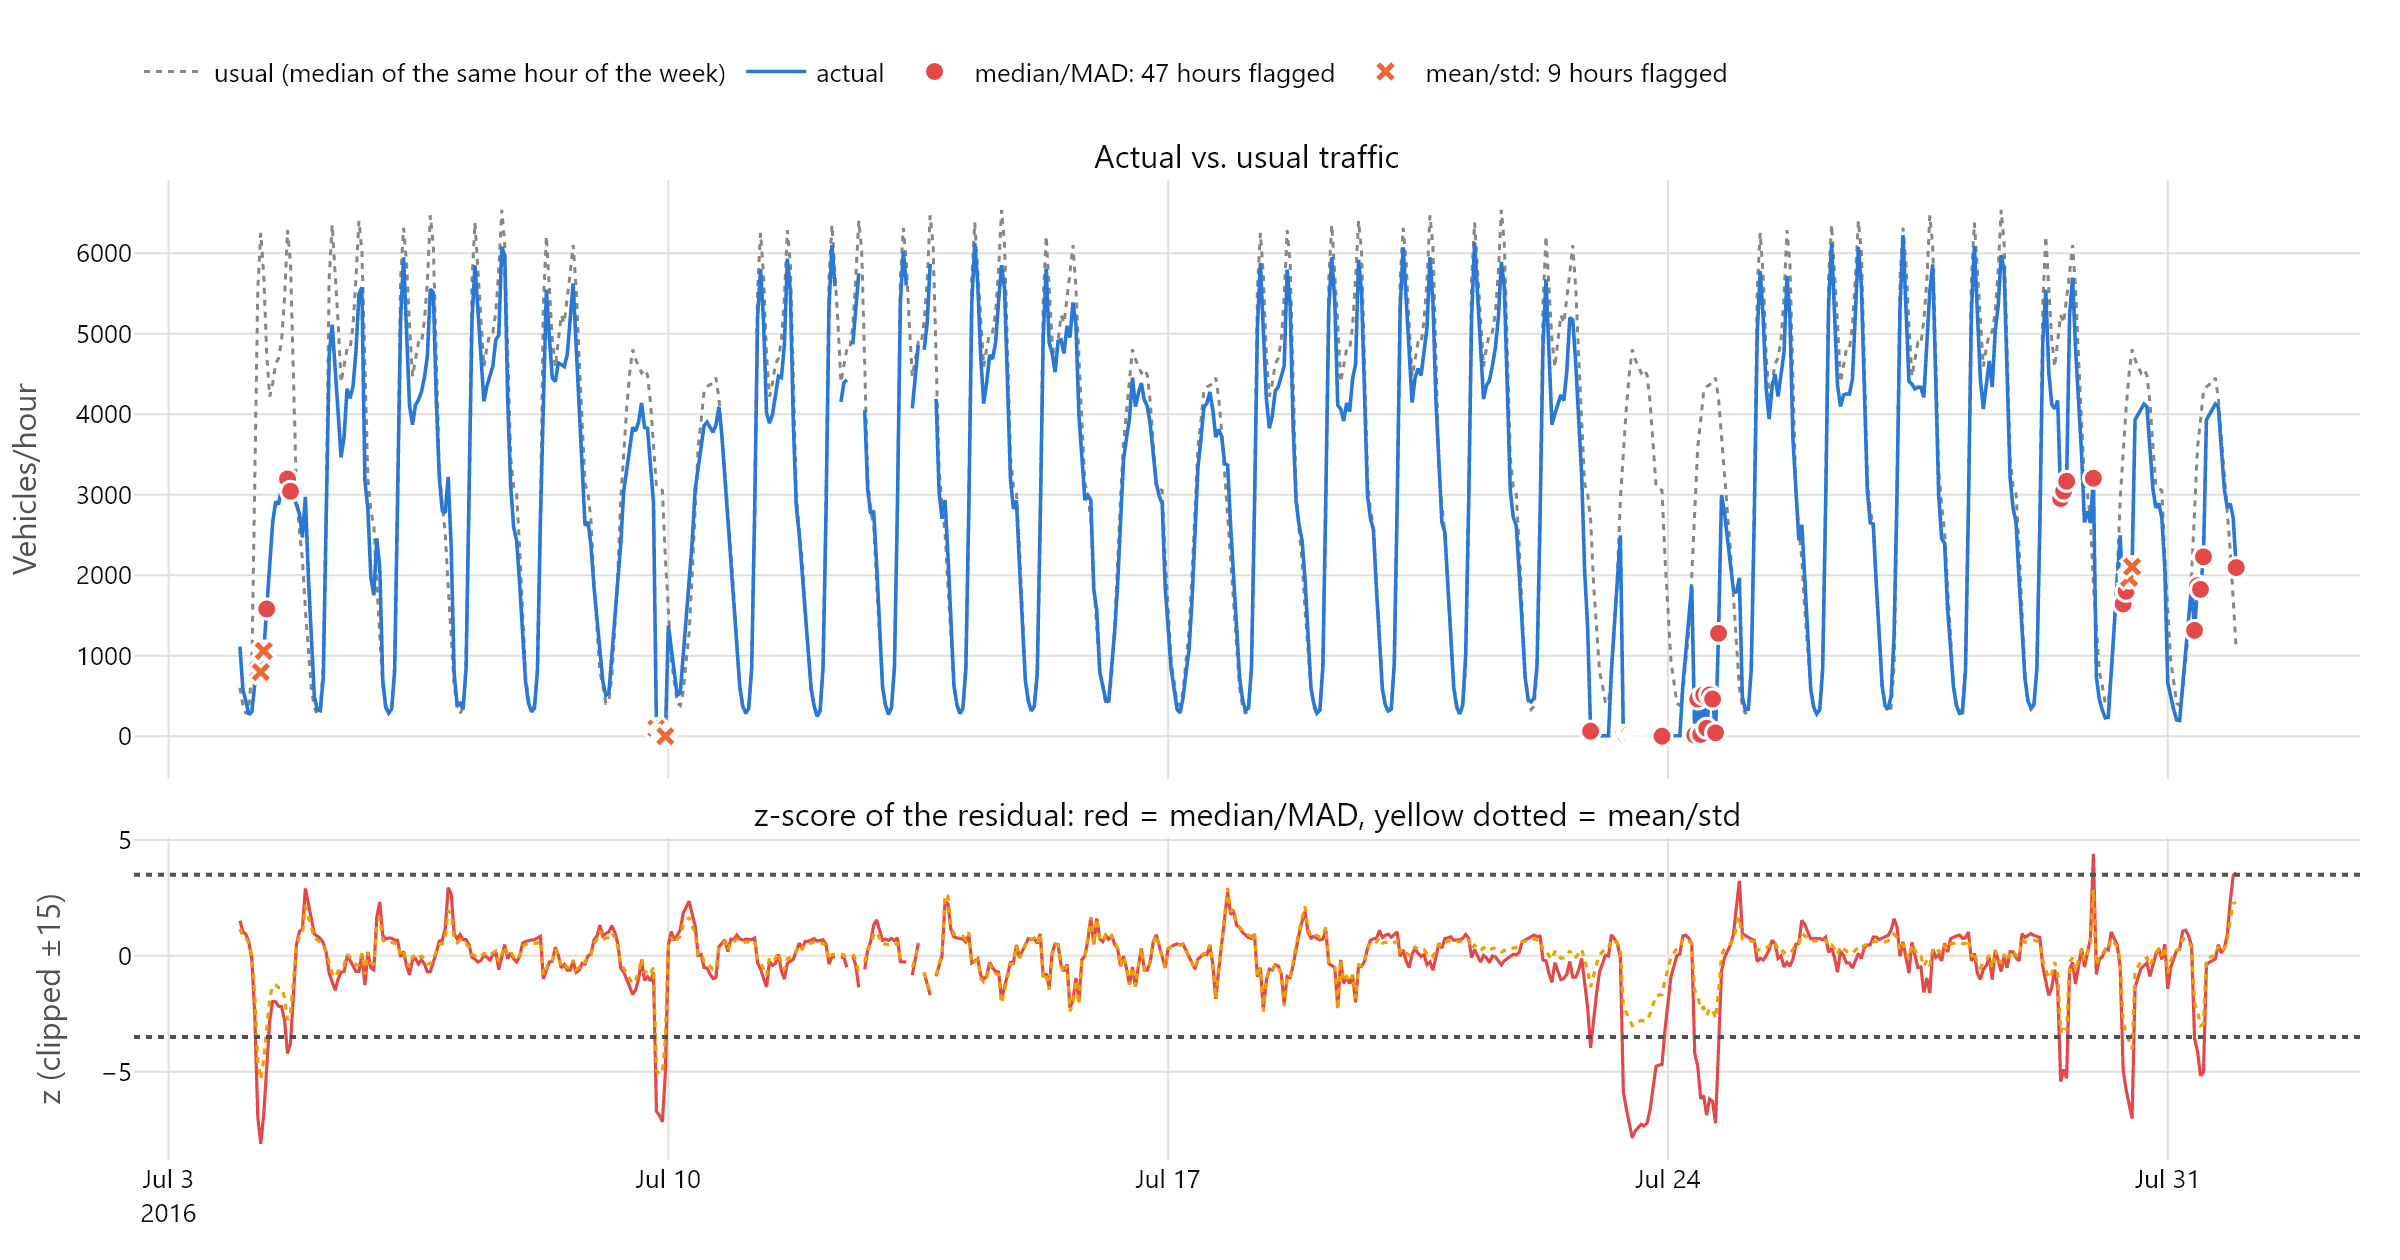 usual (median of the same hour of the week)
actual
median/MAD: 47 hours flagged
mean/std: 9 hours flagged
Actual vs. usual traffic
Vehicles/hour
6000
5000
4000
3000
2000
1000
0
z-score of the residual: red = median/MAD, yellow dotted = mean/std
z (clipped ±15)
5
0
−5
Jul 3
2016
Jul 10
Jul 17
Jul 24
Jul 31